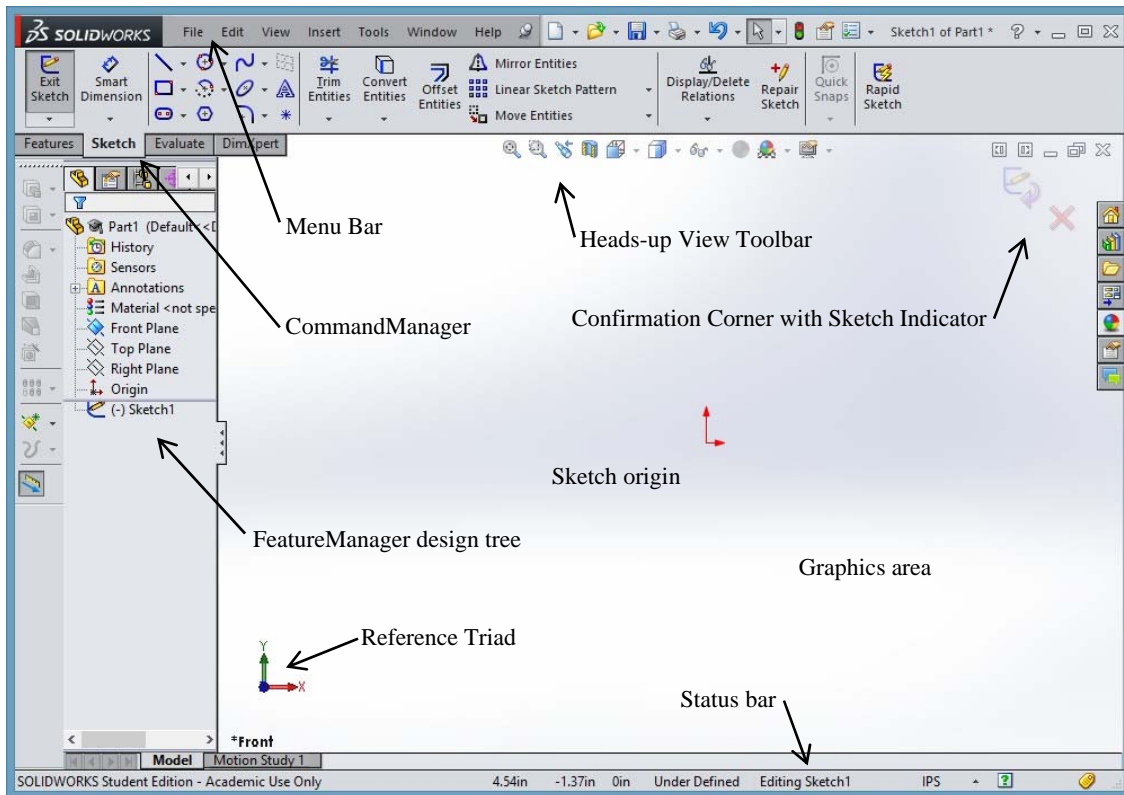 SOLIDWORKS File Edit View Insert Tools Window Help Sketch1 of Part1 * ?
Exit Sketch
Smart Dimension
Trim Entities
Convert Entities
Offset Entities
Mirror Entities
Linear Sketch Pattern
Move Entities
Display/Delete Relations
Repair Sketch
Quick Snaps
Rapid Sketch
Features Sketch Evaluate DimXpert
Part1 (Default<<D
History
Sensors
A Annotations
Material <not spe
Front Plane
Top Plane
Right Plane
Origin
(-) Sketch1
Menu Bar
Heads-up View Toolbar
CommandManager
Confirmation Corner with Sketch Indicator
Sketch origin
FeatureManager design tree
Graphics area
Reference Triad
Y
X
Status bar
*Front
Model Motion Study 1
SOLIDWORKS Student Edition - Academic Use Only 4.54in -1.37in 0in Under Defined Editing Sketch1 IPS ?